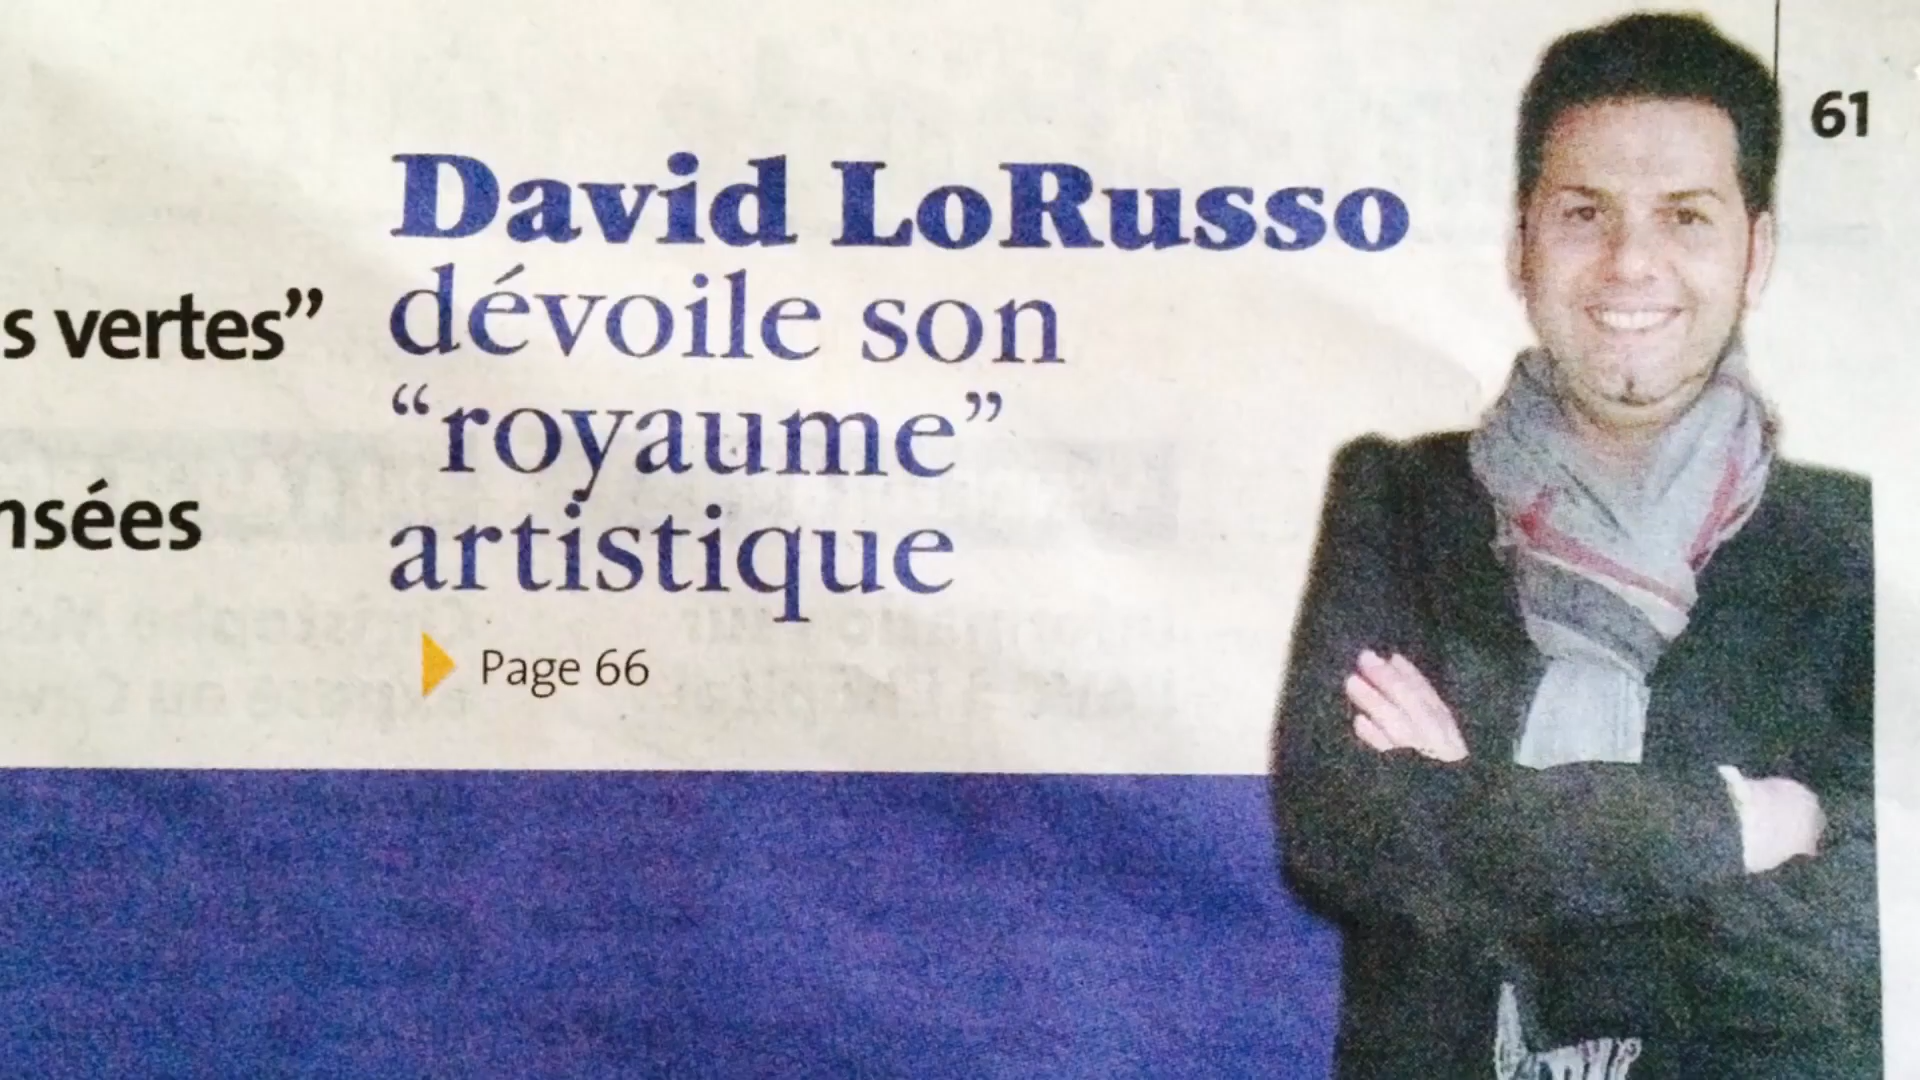 61
s vertes”
nsées
David LoRusso
dévoile son
“royaume”
artistique
Page 66